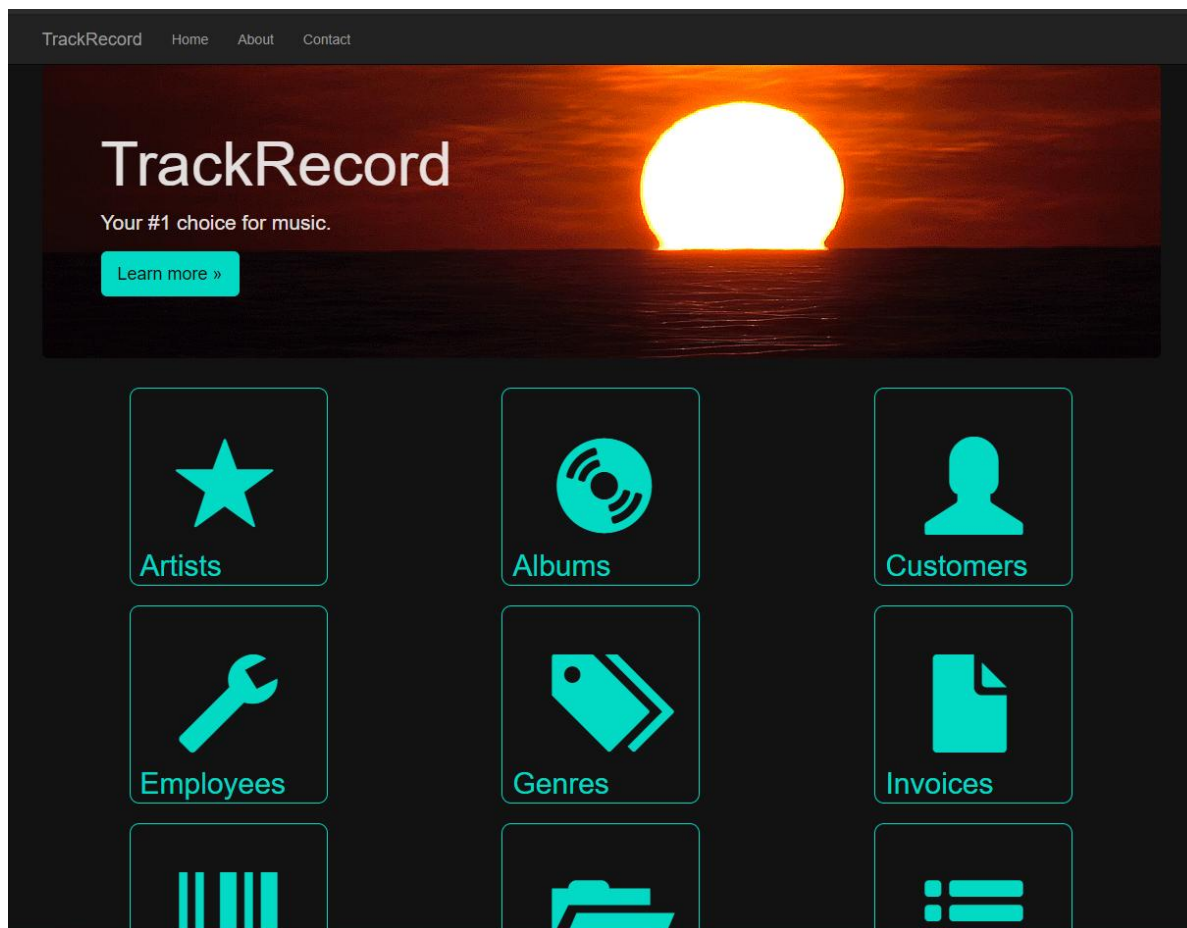 TrackRecord Home About Contact
TrackRecord
Your #1 choice for music.
Learn more »
Artists Albums Customers
Employees Genres Invoices